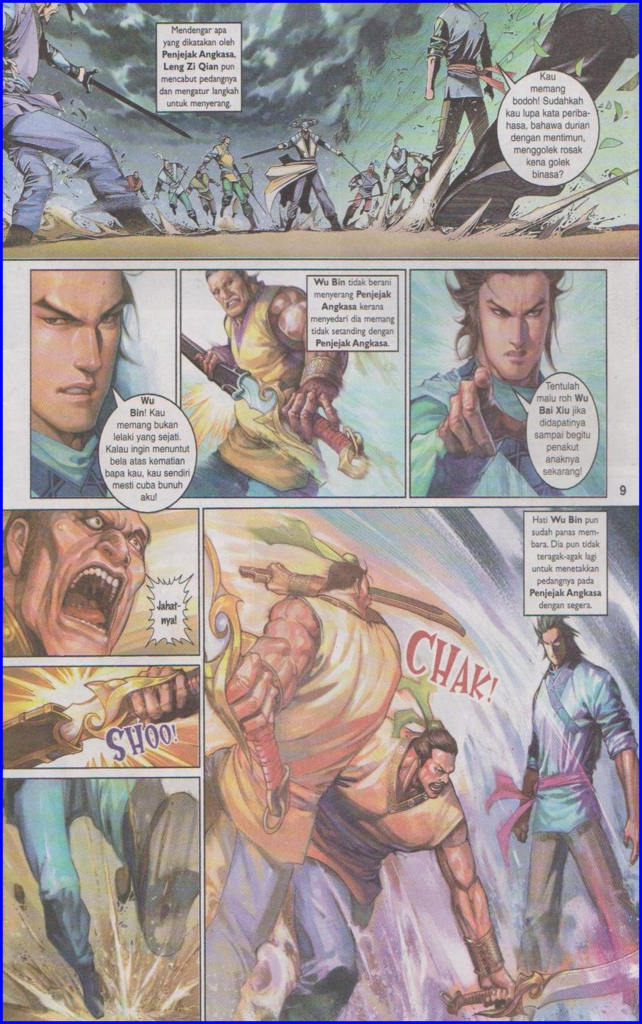 Mendengar apa
yang dikatakan oleh
Penjejak Angkasa,
Leng Zi Qian pun
mencabut pedangnya
dan mengatur langkah
untuk menyerang.
Kau
memang
bodoh! Sudahkah
kau lupa kata periba-
hasa, bahawa durian
dengan mentimun,
menggolek rosak
kena golek
binasa?
Wu
Bin! Kau
memang bukan
lelaki yang sejati.
Kalau ingin menuntut
bela atas kematian
bapa kau, kau sendiri
mesti cuba bunuh
aku!
Wu Bin tidak berani
menyerang Penjejak
Angkasa kerana
menyedari dia memang
tidak setanding dengan
Penjejak Angkasa.
Tentulah
malu roh Wu
Bai Xiu jika
didapatinya
sampai begitu
penakut
anaknya
sekarang!
9
Jahat-
nya!
SHOO!
Hati Wu Bin pun
sudah panas mem-
bara. Dia pun tidak
teragak-agak lagi
untuk menetakkan
pedangnya pada
Penjejak Angkasa
dengan segera.
CHAK!